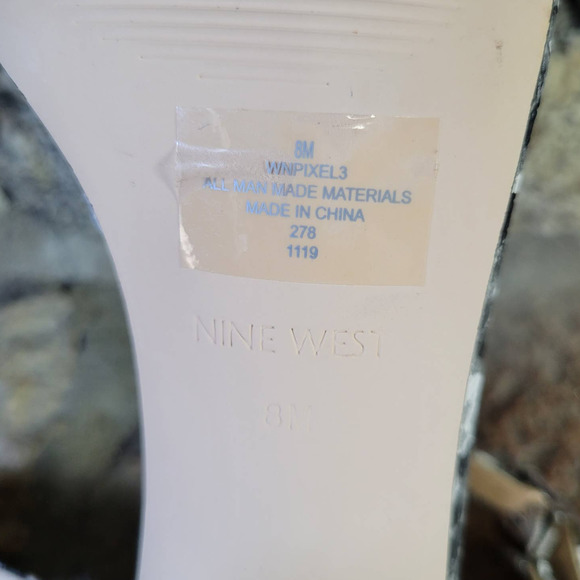 8M
WNPIXEL3
ALL MAN MADE MATERIALS
MADE IN CHINA
278
1119
NINE WEST
8M